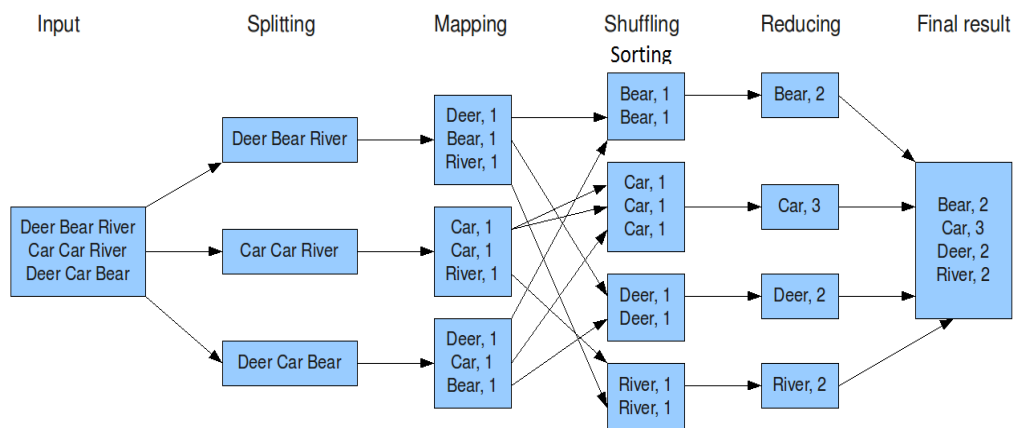 Input
Splitting
Mapping
Shuffling
Sorting
Reducing
Final result
Deer Bear River
Car Car River
Deer Car Bear
Deer Bear River
Car Car River
Deer Car Bear
Deer, 1
Bear, 1
River, 1
Car, 1
Car, 1
River, 1
Deer, 1
Car, 1
Bear, 1
Bear, 1
Bear, 1
Car, 1
Car, 1
Car, 1
Deer, 1
Deer, 1
River, 1
River, 1
Bear, 2
Car, 3
Deer, 2
River, 2
Bear, 2
Car, 3
Deer, 2
River, 2